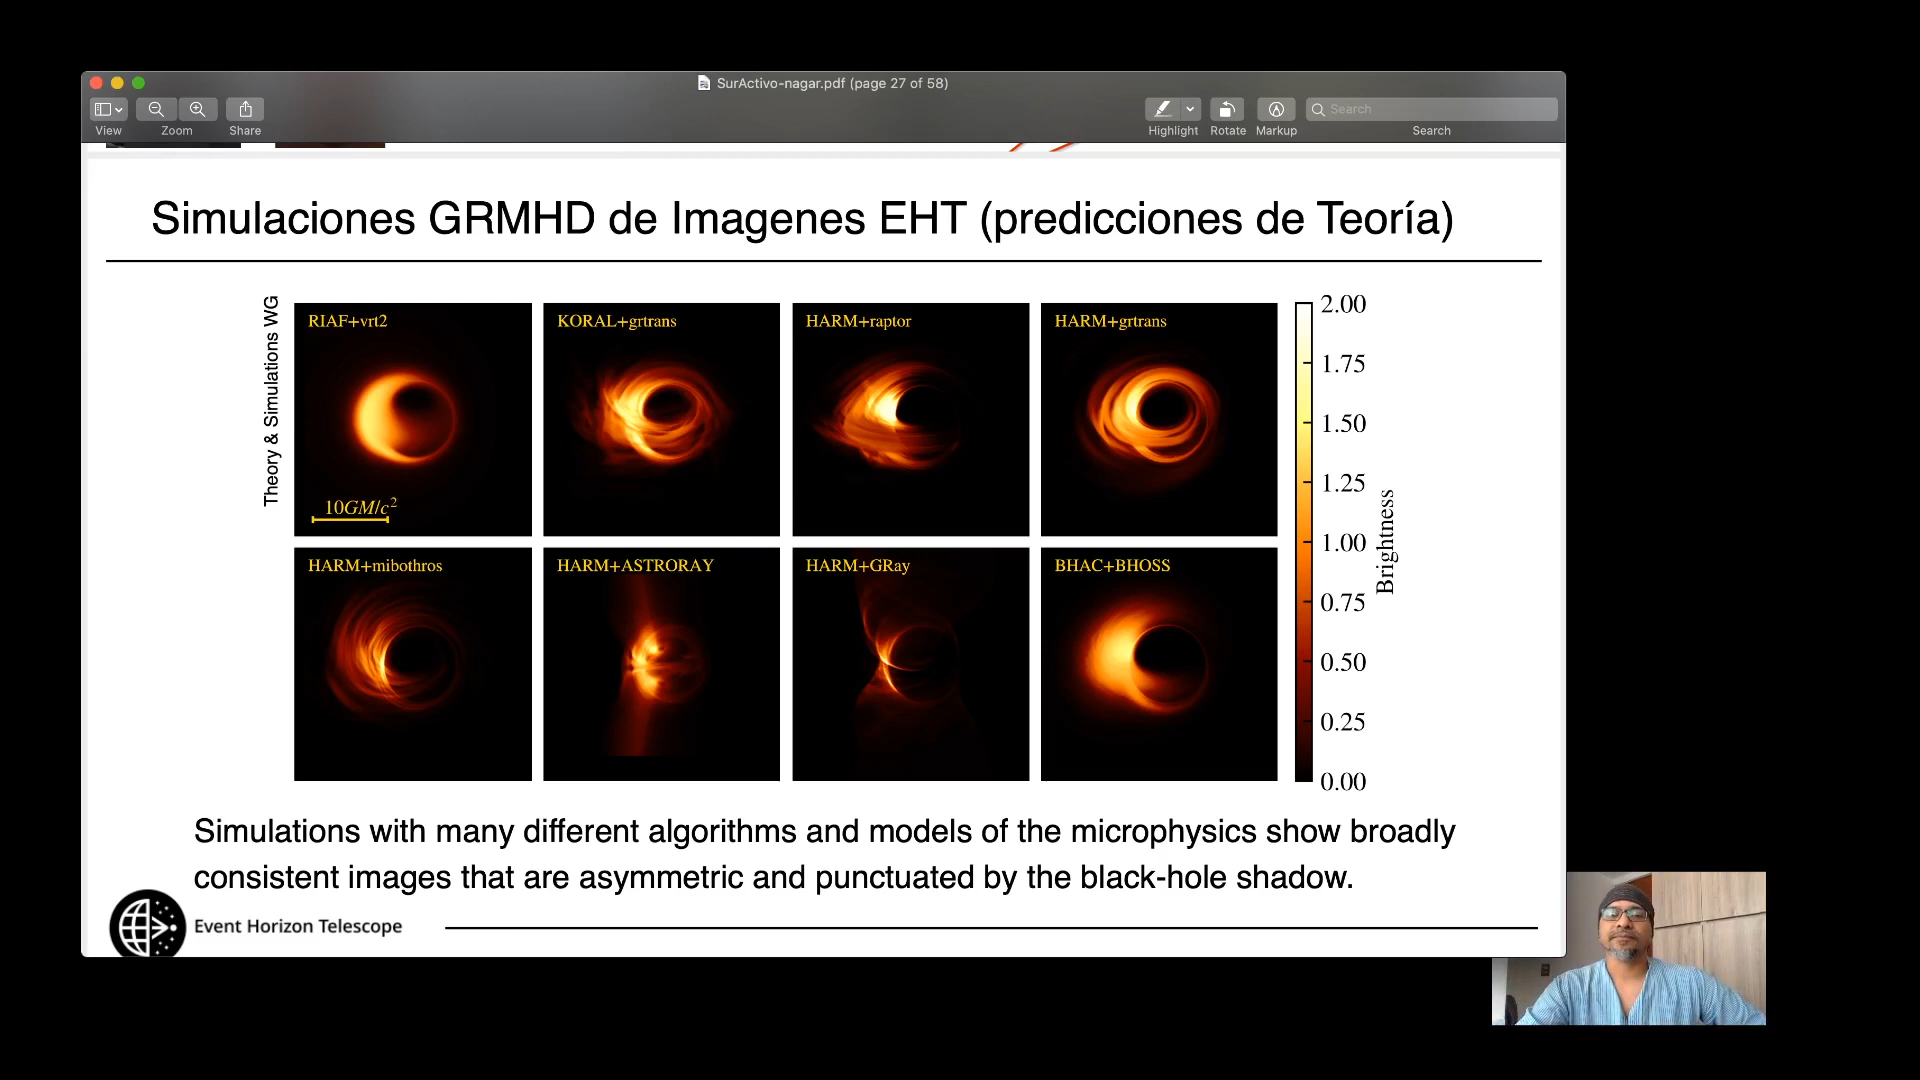 SurActivo-nagar.pdf (page 27 of 58)
View
Zoom
Share
Highlight
Rotate
Markup
Search
Search
Simulaciones GRMHD de Imagenes EHT (predicciones de Teoría)
Theory & Simulations WG
RIAF+vrt2
KORAL+grtrans
HARM+raptor
HARM+grtrans
10GM/c²
HARM+mibothros
HARM+ASTRORAY
HARM+GRay
BHAC+BHOSS
2.00
1.75
1.50
1.25
1.00
0.75
0.50
0.25
0.00
Brightness
Simulations with many different algorithms and models of the microphysics show broadly
consistent images that are asymmetric and punctuated by the black-hole shadow.
Event Horizon Telescope